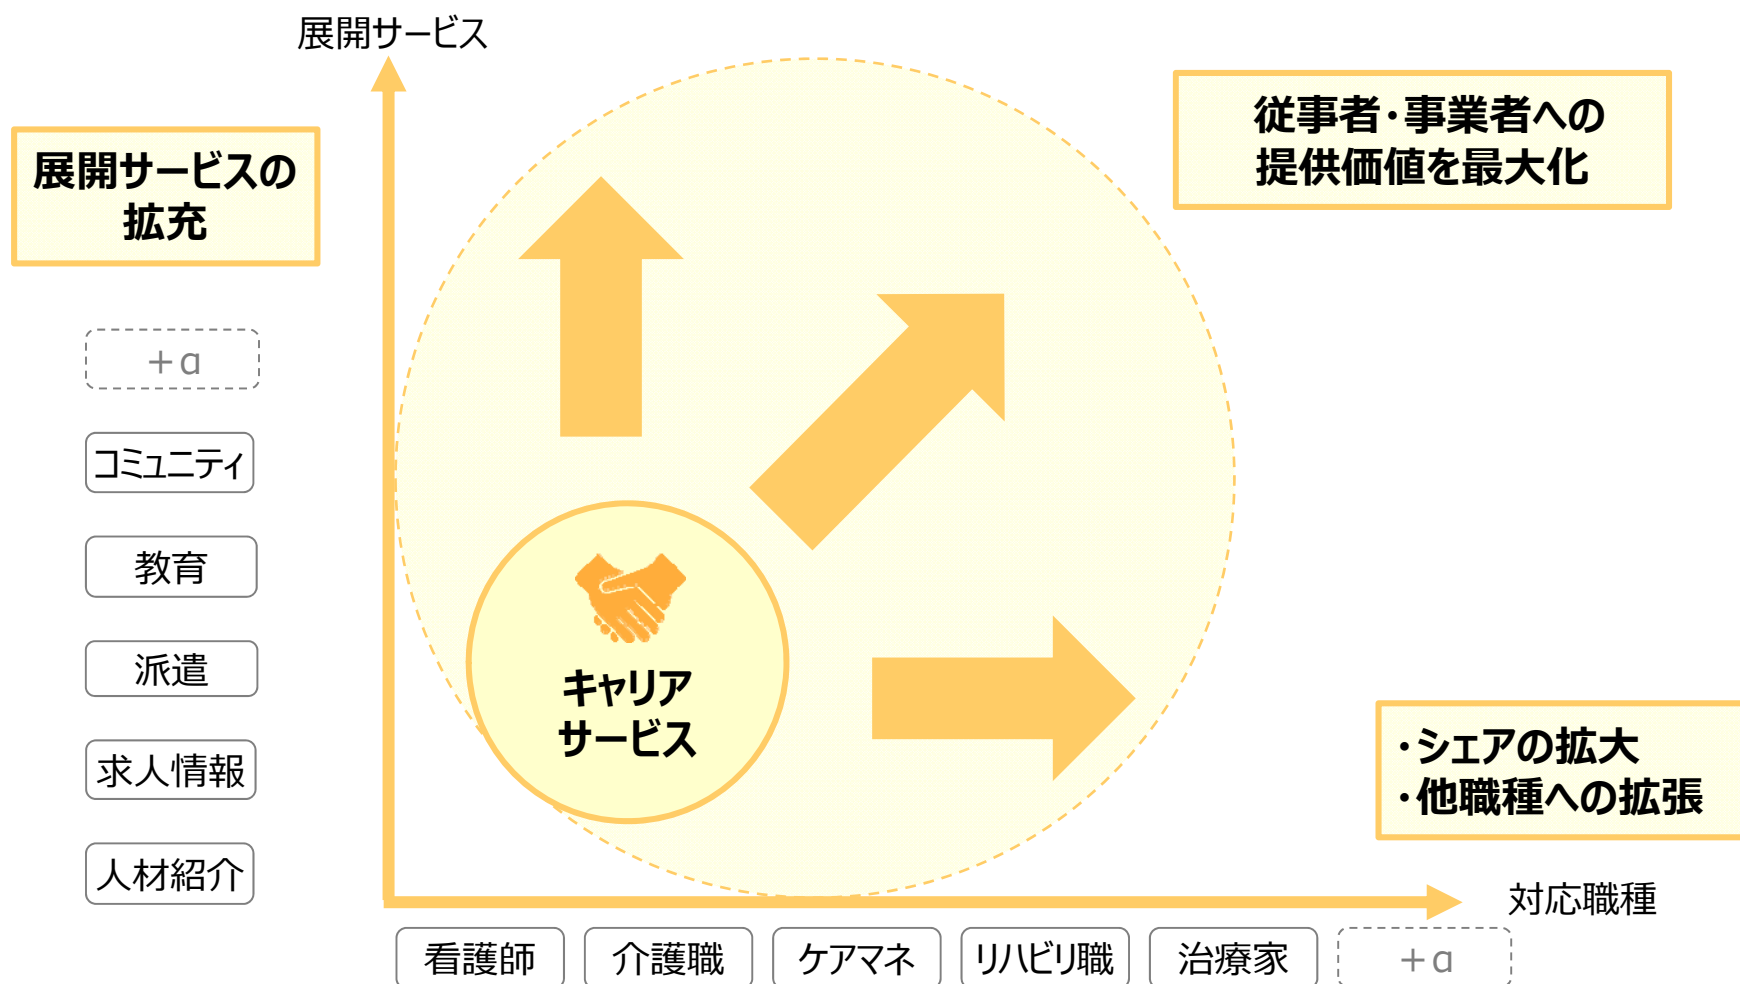 展開サービス
従事者・事業者への
提供価値を最大化
展開サービスの
拡充
+α
コミュニティ
教育
派遣
求人情報
人材紹介
キャリア
サービス
・シェアの拡大
・他職種への拡張
対応職種
看護師
介護職
ケアマネ
リハビリ職
治療家
+α